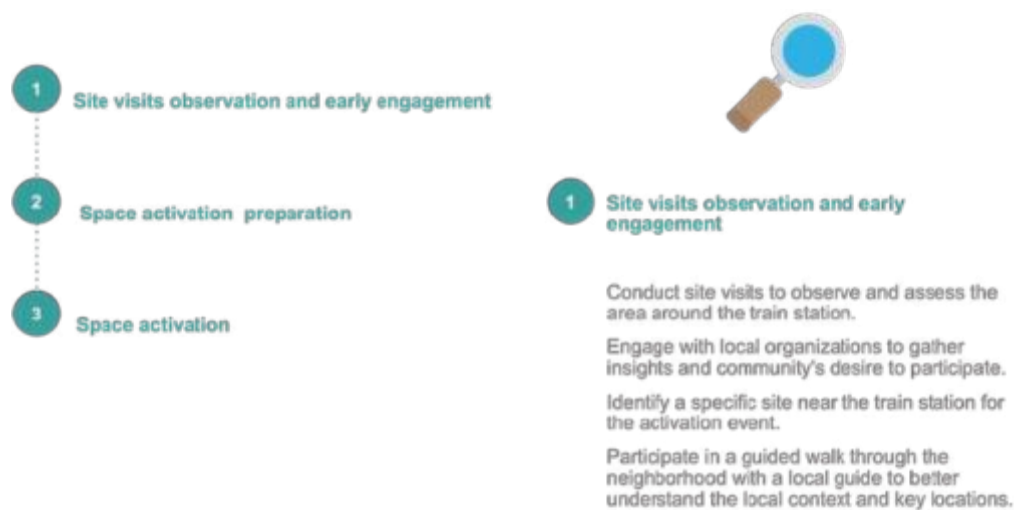 1
Site visits observation and early engagement
2
Space activation preparation
3
Space activation
1
Site visits observation and early
engagement
Conduct site visits to observe and assess the
area around the train station.
Engage with local organizations to gather
insights and community's desire to participate.
Identify a specific site near the train station for
the activation event.
Participate in a guided walk through the
neighborhood with a local guide to better
understand the local context and key locations.